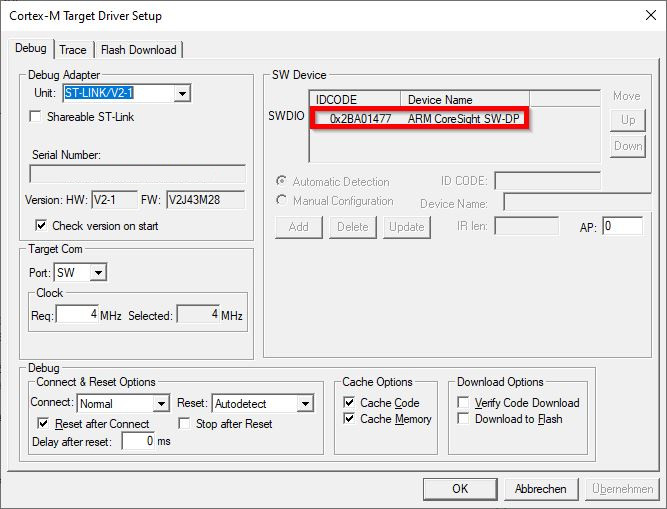 Cortex-M Target Driver Setup
Debug Trace Flash Download
Debug Adapter
Unit: ST-LINK/V2-1
Shareable ST-Link
Serial Number:
Version: HW: V2-1 FW: V2J43M28
Check version on start
Target Com
Port: SW
Clock
Req: 4 MHz Selected: 4 MHz
SW Device
IDCODE Device Name
SWDIO 0x2BA01477 ARM CoreSight SW-DP
Move
Up
Down
Automatic Detection
Manual Configuration
ID CODE:
Device Name:
Add Delete Update IR len: AP: 0
Debug
Connect & Reset Options
Connect: Normal Reset: Autodetect
Reset after Connect Stop after Reset
Delay after reset: 0 ms
Cache Options
Cache Code
Cache Memory
Download Options
Verify Code Download
Download to Flash
OK Abbrechen Übernehmen